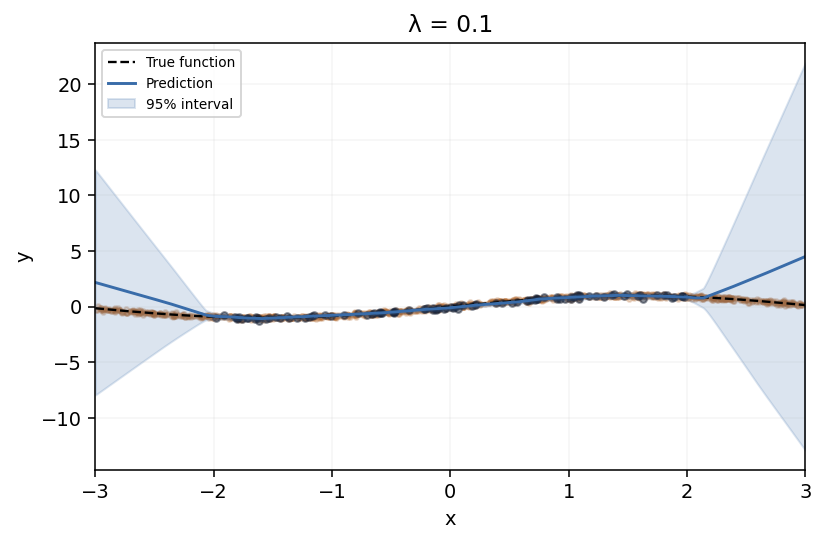 λ = 0.1
True function
Prediction
95% interval
20
15
10
5
0
−5
−10
y
−3
−2
−1
0
1
2
3
x